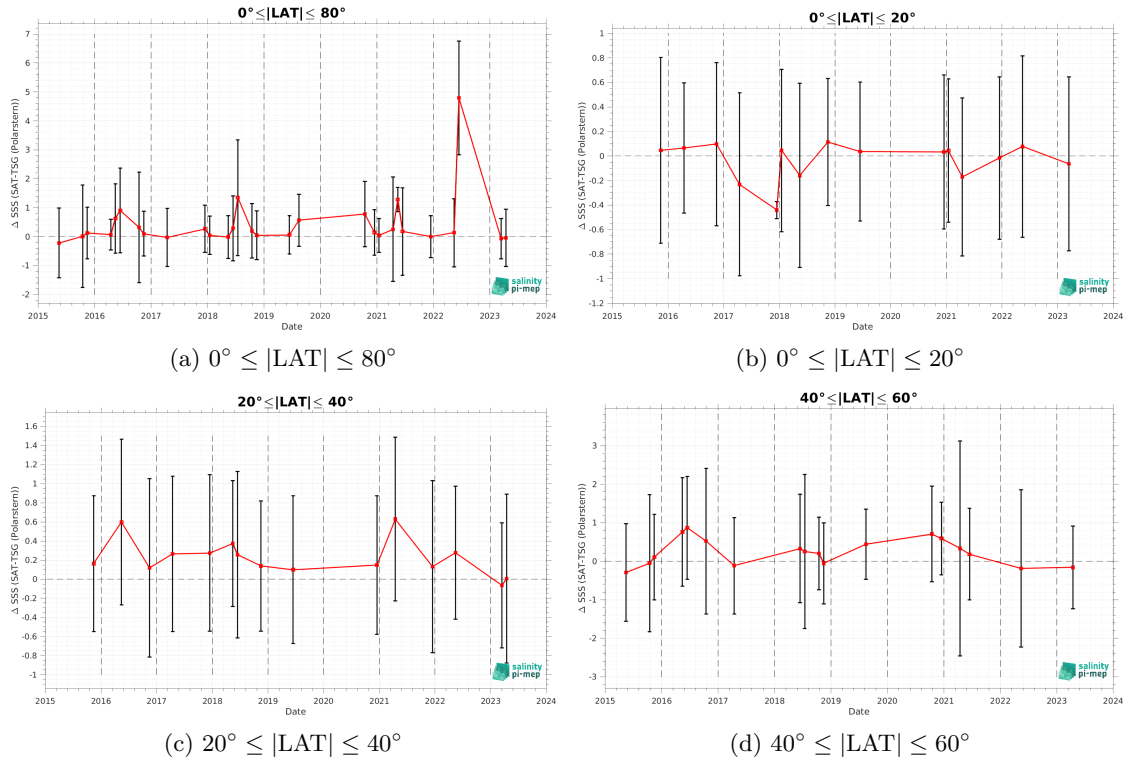 0°≤|LAT|≤ 80°
Δ SSS (SAT-TSG (Polarstern))
7
6
5
4
3
2
1
0
-1
-2
2015 2016 2017 2018 2019 2020 2021 2022 2023 2024
Date
salinity
pi-mep
(a) 0° ≤ |LAT| ≤ 80°
0°≤|LAT|≤ 20°
Δ SSS (SAT-TSG (Polarstern))
1
0.8
0.6
0.4
0.2
0
-0.2
-0.4
-0.6
-0.8
-1
-1.2
2015 2016 2017 2018 2019 2020 2021 2022 2023 2024
Date
salinity
pi-mep
(b) 0° ≤ |LAT| ≤ 20°
20°≤|LAT|≤ 40°
Δ SSS (SAT-TSG (Polarstern))
1.6
1.4
1.2
1
0.8
0.6
0.4
0.2
0
-0.2
-0.4
-0.6
-0.8
-1
2015 2016 2017 2018 2019 2020 2021 2022 2023 2024
Date
salinity
pi-mep
(c) 20° ≤ |LAT| ≤ 40°
40°≤|LAT|≤ 60°
Δ SSS (SAT-TSG (Polarstern))
3
2
1
0
-1
-2
-3
2015 2016 2017 2018 2019 2020 2021 2022 2023 2024
Date
salinity
pi-mep
(d) 40° ≤ |LAT| ≤ 60°